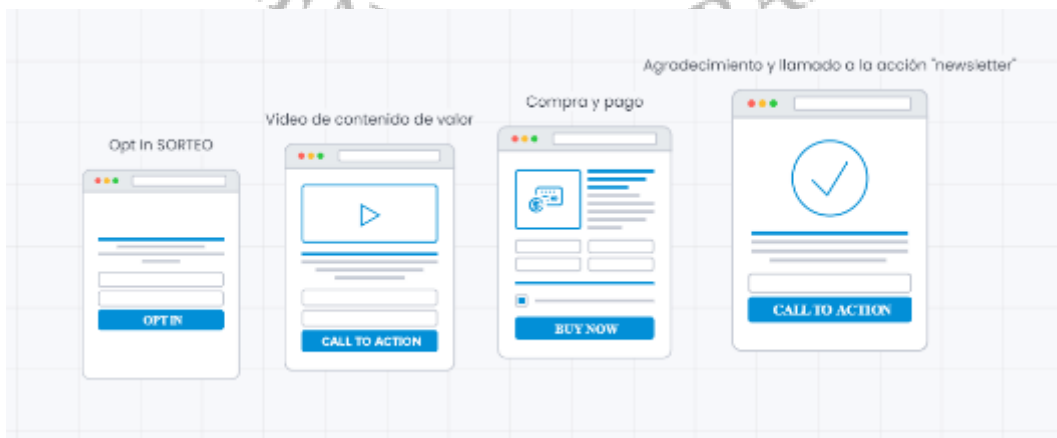 Agradecimiento y llamado a la acción "newsletter"
Compra y pago
Video de contenido de valor
Opt In SORTEO
OPT IN
CALL TO ACTION
BUY NOW
CALL TO ACTION